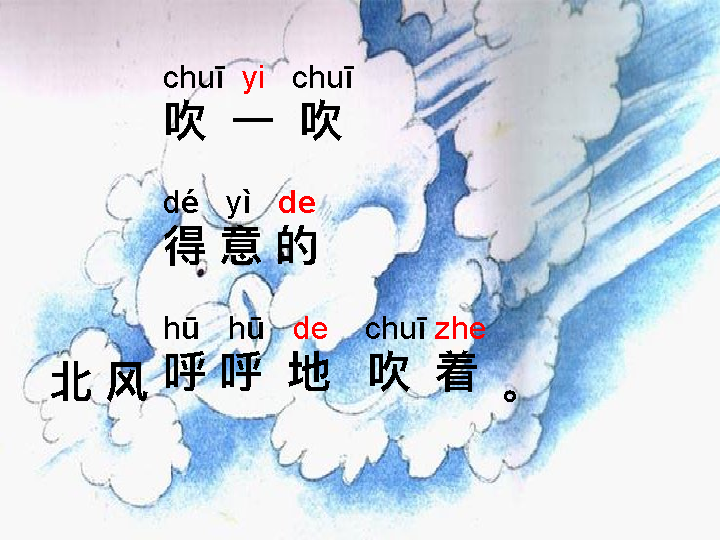 chuī yi chuī
吹 一 吹
dé yì de
得 意 的
hū hū de chuī zhe
北 风 呼 呼 地 吹 着 。